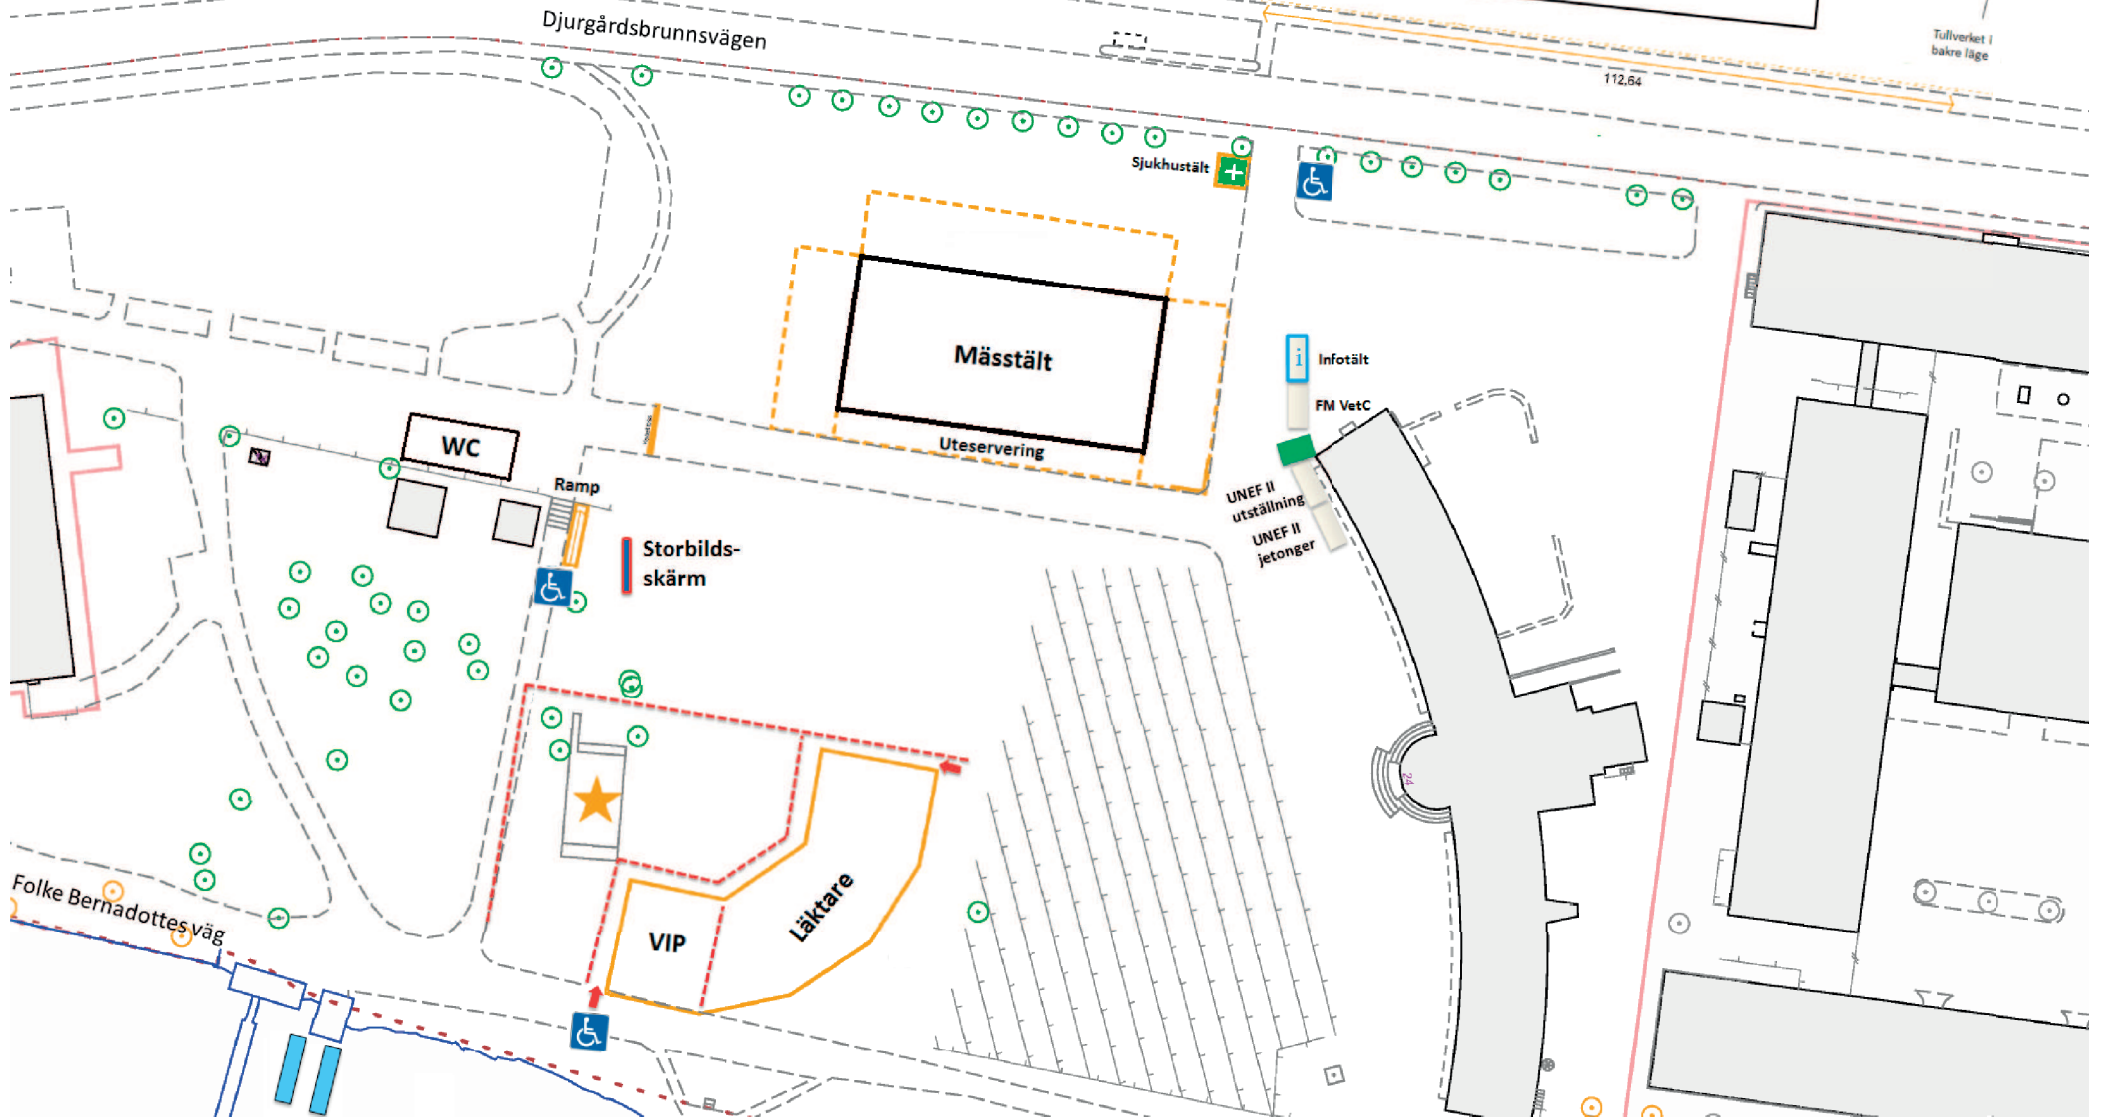 Djurgårdsbrunnsvägen
Tullverket i
bakre läge
112,64
Sjukhustält
Mässtält
Infotält
i
FM VetC
WC
Uteservering
Ramp
UNEF II
utställning
UNEF II
jetonger
Storbilds-
skärm
24
Läktare
VIP
Folke Bernadottes väg